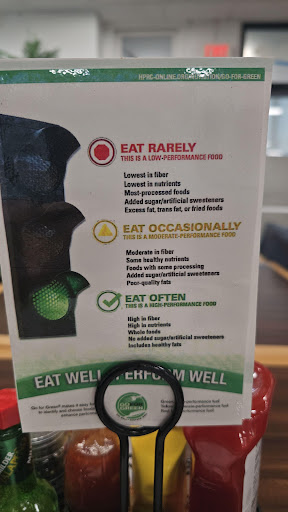 HPRC-ONLINE.ORG/NUTRITION/GO-FOR-GREEN
EAT RARELY
THIS IS A LOW-PERFORMANCE FOOD
Lowest in fiber
Lowest in nutrients
Most-processed foods
Added sugar/artificial sweeteners
Excess fat, trans fat, or fried foods
EAT OCCASIONALLY
THIS IS A MODERATE-PERFORMANCE FOOD
Moderate in fiber
Some healthy nutrients
Foods with some processing
Added sugar/artificial sweeteners
Poor-quality fats
EAT OFTEN
THIS IS A HIGH-PERFORMANCE FOOD
High in fiber
High in nutrients
Whole foods
No added sugar/artificial sweeteners
Includes healthy fats
EAT WELL PERFORM WELL